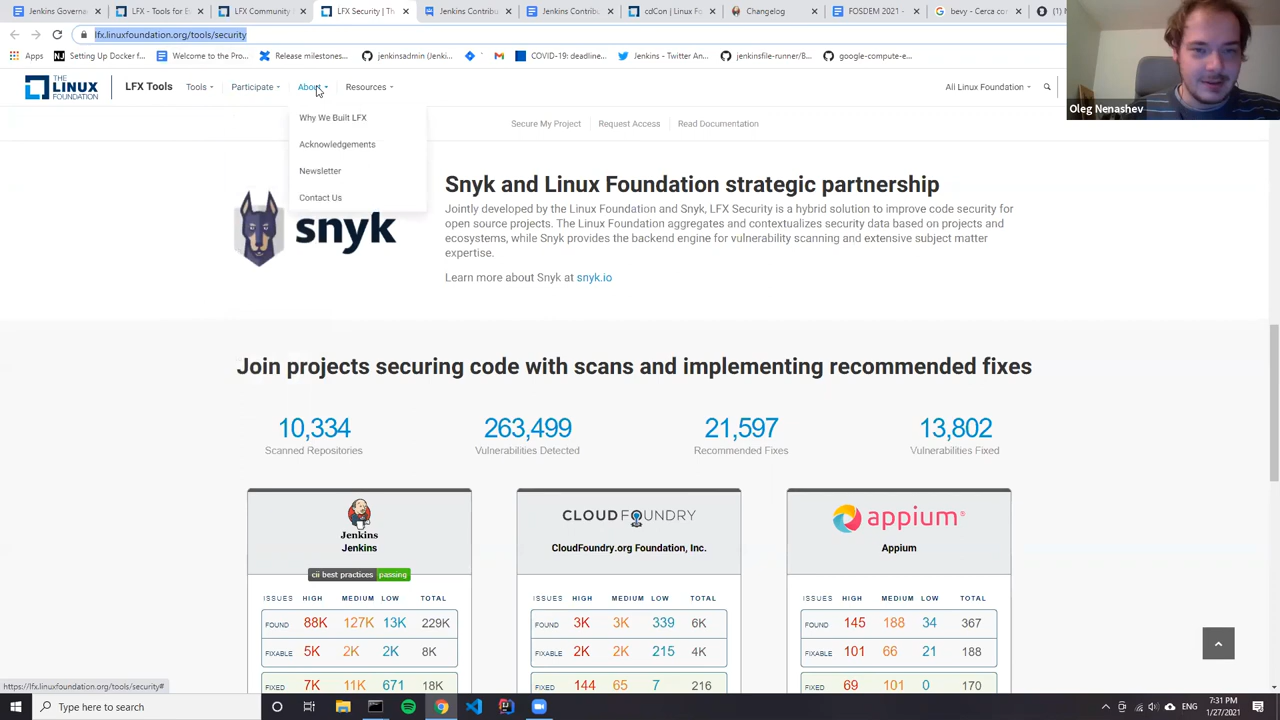 Jenkins Governan
LFX - Tools for E
LFX Community
LFX Security | Th
Jenkins Contribu
Jenkins Contribu
cdCon | Linux Fo
Changelog
FOSDEM 2021 -
bevy - Cerca co
lfx.linuxfoundation.org/tools/security
Apps
Setting Up Docker f...
Welcome to the Pro...
Release milestones...
jenkinsadmin (Jenki...
COVID-19: deadline...
Jenkins - Twitter An...
jenkinsfile-runner/8...
google-compute-e...
THE LINUX FOUNDATION
LFX Tools
Tools
Participate
About
Resources
All Linux Foundation
Oleg Nenashev
Why We Built LFX
Acknowledgements
Newsletter
Contact Us
Secure My Project
Request Access
Read Documentation
snyk
Snyk and Linux Foundation strategic partnership
Jointly developed by the Linux Foundation and Snyk, LFX Security is a hybrid solution to improve code security for
open source projects. The Linux Foundation aggregates and contextualizes security data based on projects and
ecosystems, while Snyk provides the backend engine for vulnerability scanning and extensive subject matter
expertise.
Learn more about Snyk at snyk.io
Join projects securing code with scans and implementing recommended fixes
10,334 263,499 21,597 13,802
Scanned Repositories Vulnerabilities Detected Recommended Fixes Vulnerabilities Fixed
Jenkins
Jenkins
cii best practices passing
ISSUES HIGH MEDIUM LOW TOTAL
FOUND 88K 127K 13K 229K
FIXABLE 5K 2K 2K 8K
FIXED 7K 11K 671 18K
CLOUD FOUNDRY
CloudFoundry.org Foundation, Inc.
ISSUES HIGH MEDIUM LOW TOTAL
FOUND 3K 3K 339 6K
FIXABLE 2K 2K 215 4K
FIXED 144 65 7 216
appium
Appium
ISSUES HIGH MEDIUM LOW TOTAL
FOUND 145 188 34 367
FIXABLE 101 66 21 188
FIXED 69 101 0 170
https://lfx.linuxfoundation.org/tools/security#
Type here to search
7:31 PM
1/27/2021